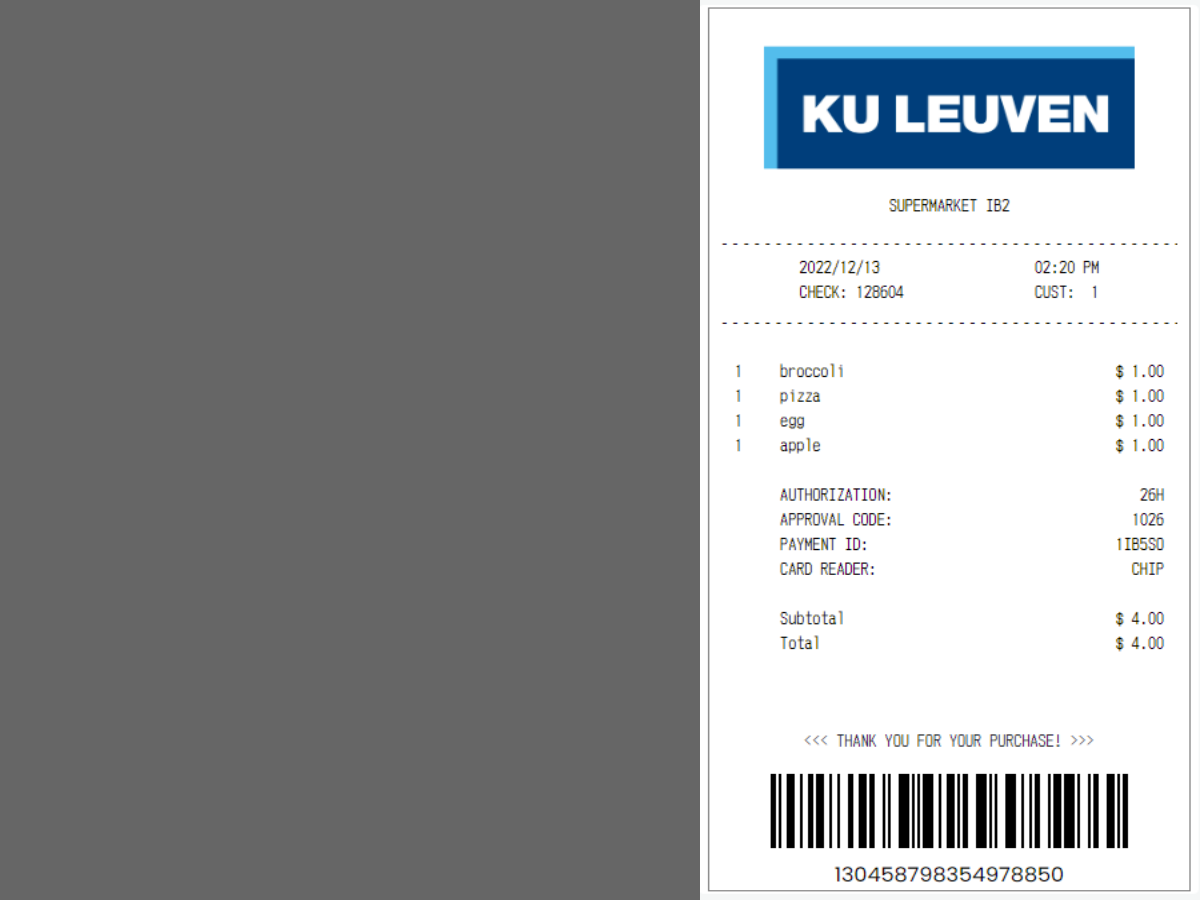 KU LEUVEN
SUPERMARKET IB2
2022/12/13 02:20 PM
CHECK: 128604 CUST: 1
1 broccoli $ 1.00
1 pizza $ 1.00
1 egg $ 1.00
1 apple $ 1.00
AUTHORIZATION: 26H
APPROVAL CODE: 1026
PAYMENT ID: 1IB5SO
CARD READER: CHIP
Subtotal $ 4.00
Total $ 4.00
<<< THANK YOU FOR YOUR PURCHASE! >>>
130458798354978850